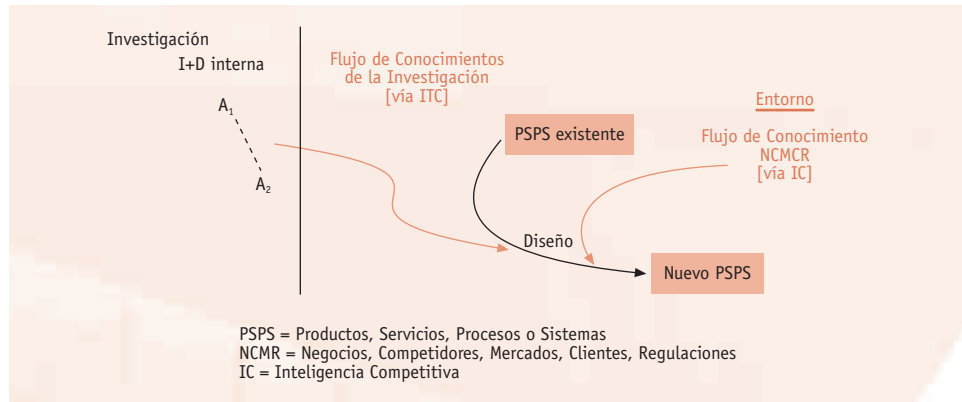 Investigación
I+D interna
A₁
A₂
Flujo de Conocimientos
de la Investigación
[vía ITC]
PSPS existente
Entorno
Flujo de Conocimiento
NCMCR
[vía IC]
Diseño
Nuevo PSPS
PSPS = Productos, Servicios, Procesos o Sistemas
NCMR = Negocios, Competidores, Mercados, Clientes, Regulaciones
IC = Inteligencia Competitiva